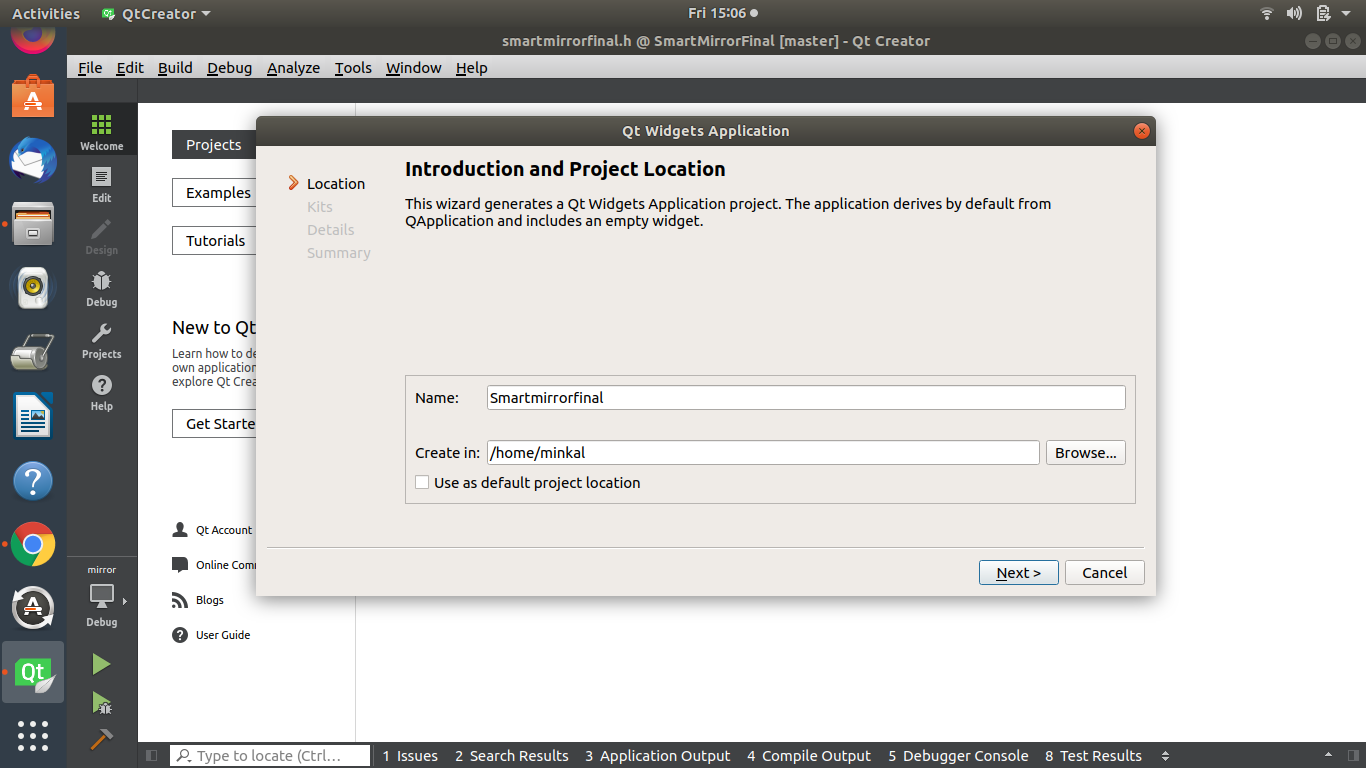 Activities
QtCreator
Fri 15:06
smartmirrorfinal.h @ SmartMirrorFinal [master] - Qt Creator
File Edit Build Debug Analyze Tools Window Help
Welcome
Edit
Design
Debug
Projects
Help
mirror
Debug
Projects
Examples
Tutorials
New to Qt
Learn how to de
own application
explore Qt Crea
Get Starte
Qt Account
Online Com
Blogs
User Guide
Qt Widgets Application
Location
Kits
Details
Summary
Introduction and Project Location
This wizard generates a Qt Widgets Application project. The application derives by default from
QApplication and includes an empty widget.
Name: Smartmirrorfinal
Create in: /home/minkal Browse...
Use as default project location
Next > Cancel
Qt
Type to locate (Ctrl... 1 Issues 2 Search Results 3 Application Output 4 Compile Output 5 Debugger Console 8 Test Results